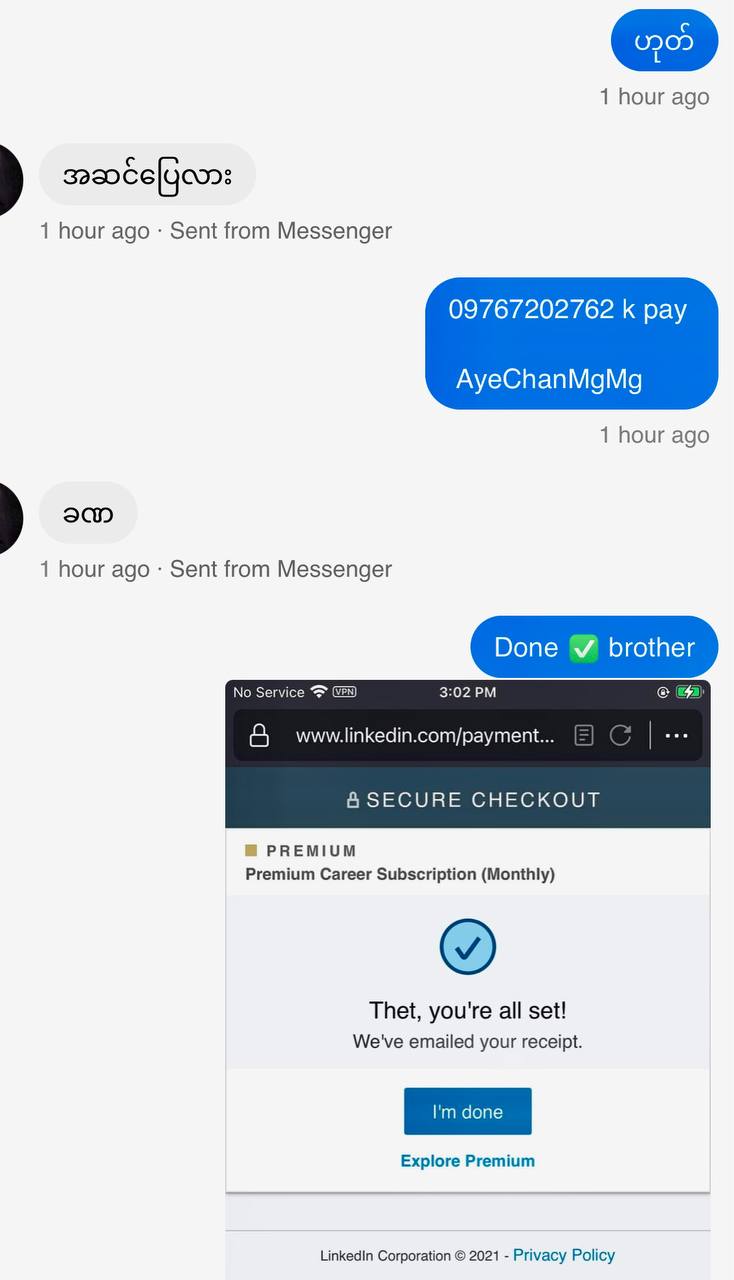 ဟုတ်
1 hour ago
အဆင်ပြေလား
1 hour ago · Sent from Messenger
09767202762 k pay
AyeChanMgMg
1 hour ago
ခဏ
1 hour ago · Sent from Messenger
Done ✅ brother
No Service VPN 3:02 PM
www.linkedin.com/payment...
SECURE CHECKOUT
PREMIUM
Premium Career Subscription (Monthly)
Thet, you're all set!
We've emailed your receipt.
I'm done
Explore Premium
LinkedIn Corporation © 2021 - Privacy Policy